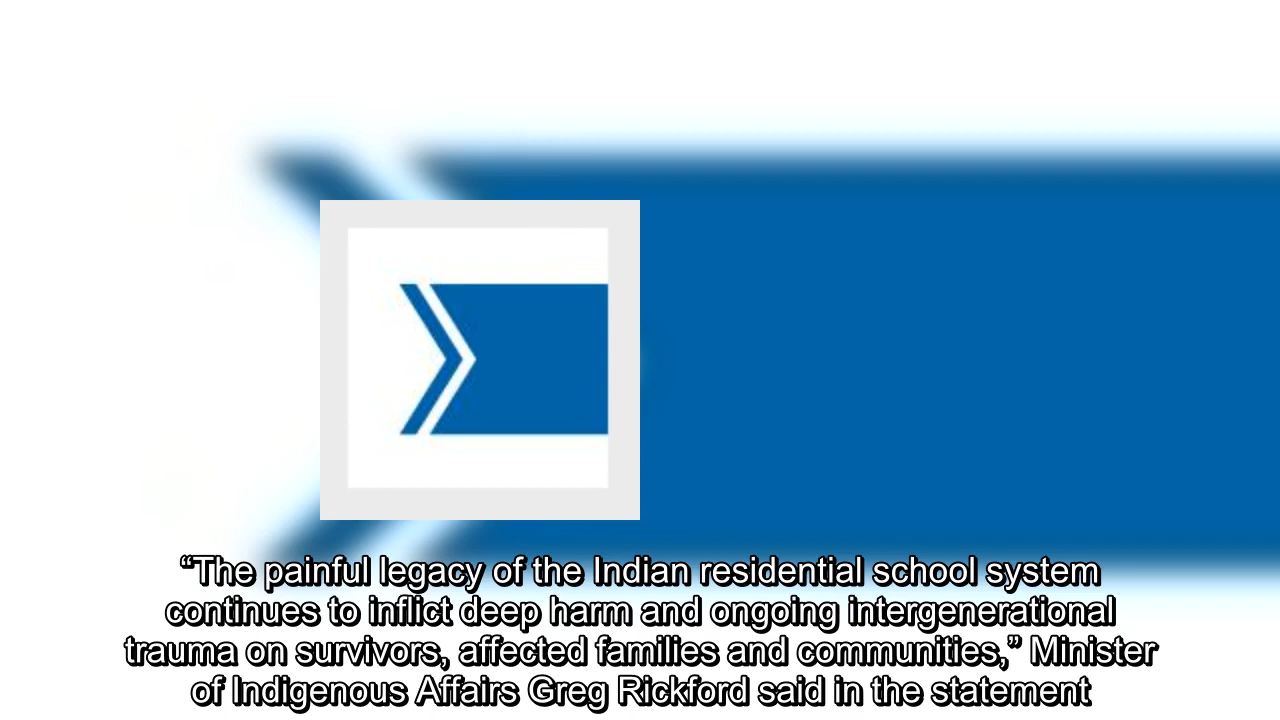 “The painful legacy of the Indian residential school system
continues to inflict deep harm and ongoing intergenerational
trauma on survivors, affected families and communities,” Minister
of Indigenous Affairs Greg Rickford said in the statement